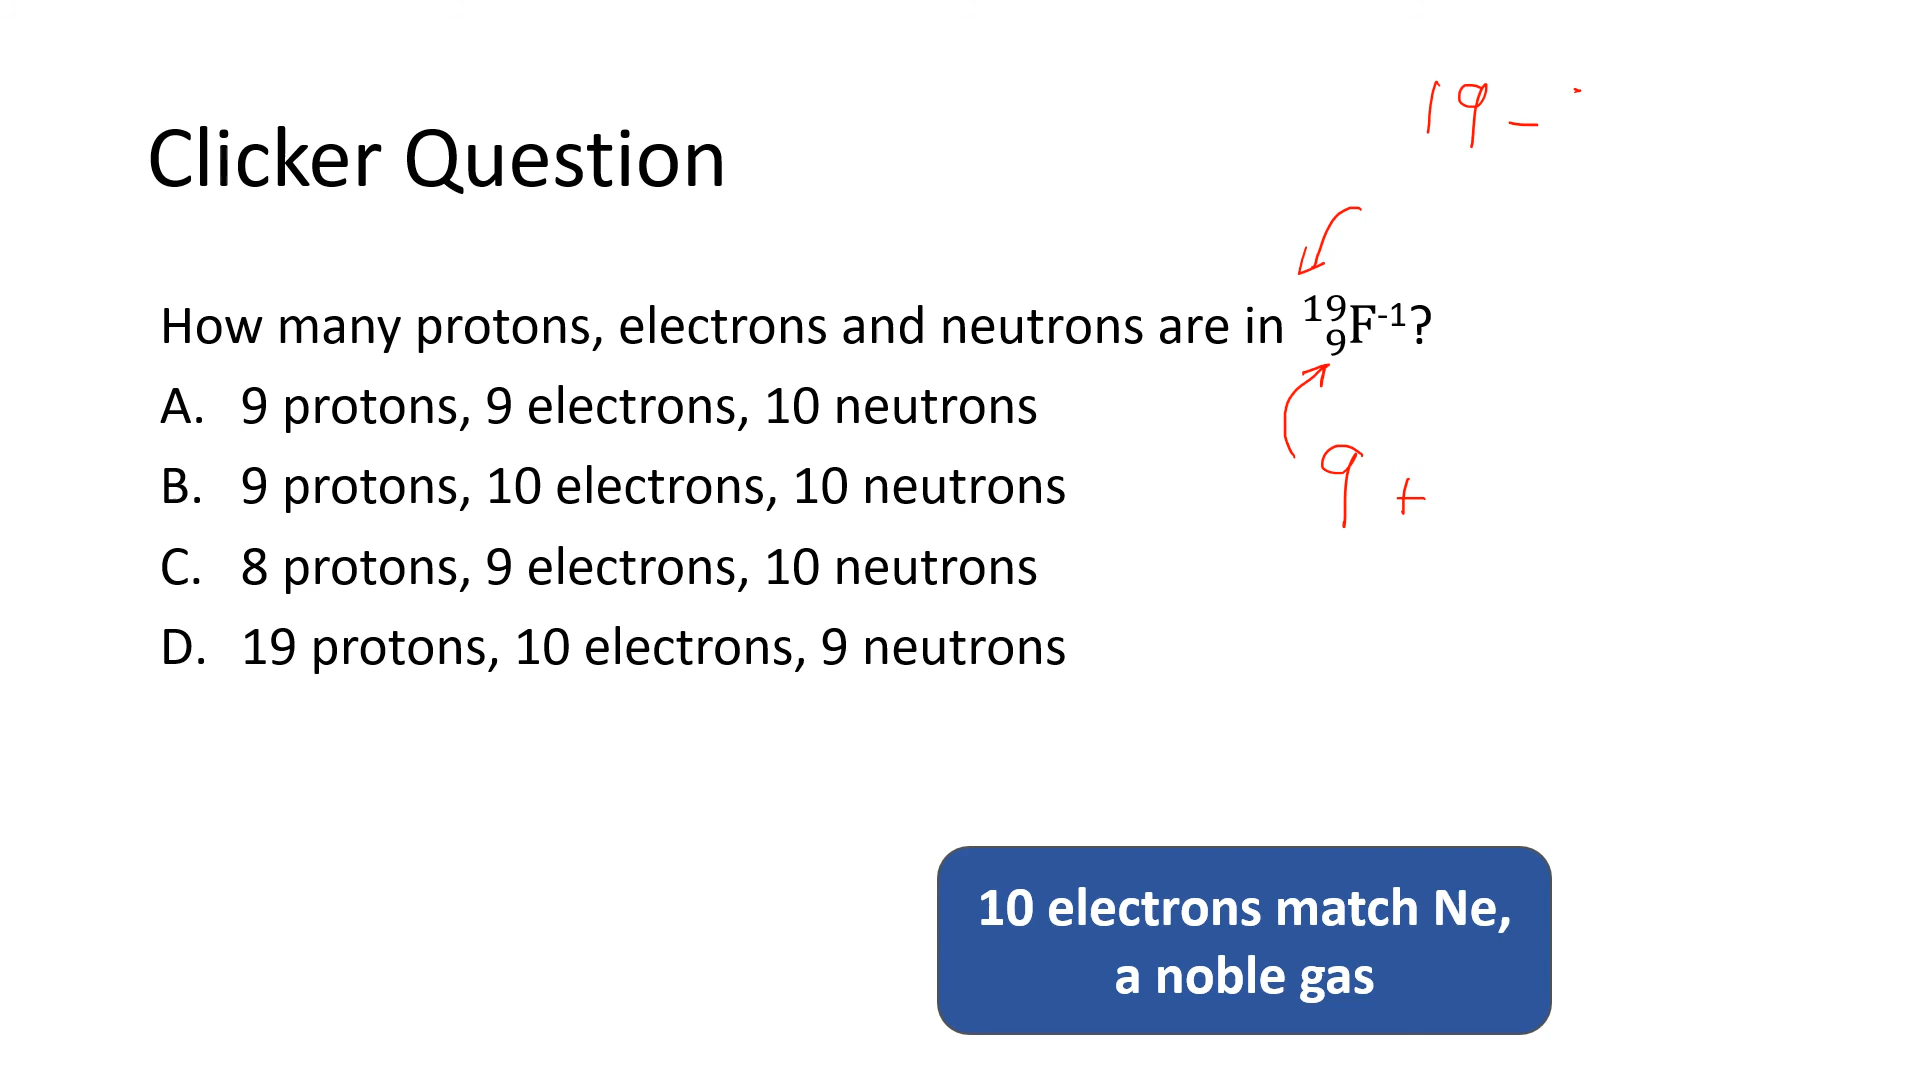 19 -
Clicker Question
How many protons, electrons and neutrons are in ¹⁹₉F⁻¹?
A. 9 protons, 9 electrons, 10 neutrons
B. 9 protons, 10 electrons, 10 neutrons
9 +
C. 8 protons, 9 electrons, 10 neutrons
D. 19 protons, 10 electrons, 9 neutrons
10 electrons match Ne,
a noble gas